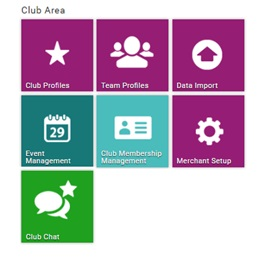 Club Area
Club Profiles
Team Profiles
Data Import
29
Event
Management
Club Membership
Management
Merchant Setup
Club Chat